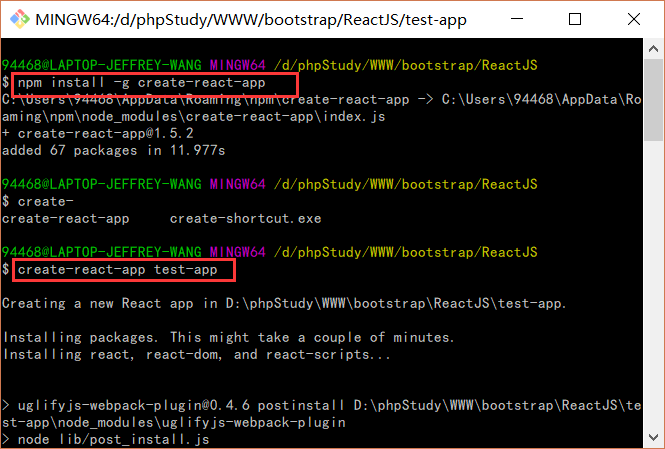 MINGW64:/d/phpStudy/WWW/bootstrap/ReactJS/test-app
94468@LAPTOP-JEFFREY-WANG MINGW64 /d/phpStudy/WWW/bootstrap/ReactJS
$ npm install -g create-react-app
C:\Users\94468\AppData\Roaming\npm\create-react-app -> C:\Users\94468\AppData\Ro
aming\npm\node_modules\create-react-app\index.js
+ create-react-app@1.5.2
added 67 packages in 11.977s
94468@LAPTOP-JEFFREY-WANG MINGW64 /d/phpStudy/WWW/bootstrap/ReactJS
$ create-
create-react-app     create-shortcut.exe
94468@LAPTOP-JEFFREY-WANG MINGW64 /d/phpStudy/WWW/bootstrap/ReactJS
$ create-react-app test-app
Creating a new React app in D:\phpStudy\WWW\bootstrap\ReactJS\test-app.
Installing packages. This might take a couple of minutes.
Installing react, react-dom, and react-scripts...
> uglifyjs-webpack-plugin@0.4.6 postinstall D:\phpStudy\WWW\bootstrap\ReactJS\te
st-app\node_modules\uglifyjs-webpack-plugin
> node lib/post_install.js